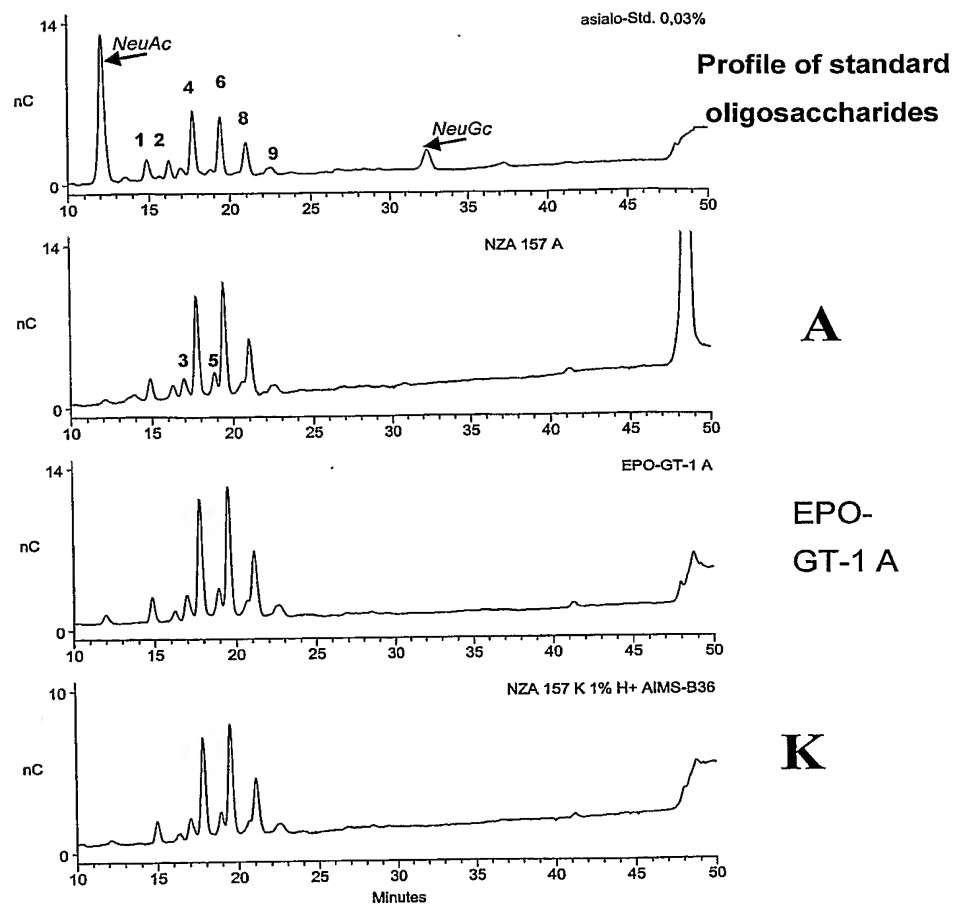 asialo-Std. 0,03%
14
NeuAc
nC
1 2 4 6 8 9
NeuGc
0
10 15 20 25 30 35 40 45 50
Profile of standard
oligosaccharides
NZA 157 A
14
nC
3 5
0
10 15 20 25 30 35 40 45 50
A
EPO-GT-1 A
14
nC
0
10 15 20 25 30 35 40 45 50
EPO-
GT-1 A
NZA 157 K 1% H+ AIMS-B36
10
nC
0
10 15 20 25 30 35 40 45 50
Minutes
K